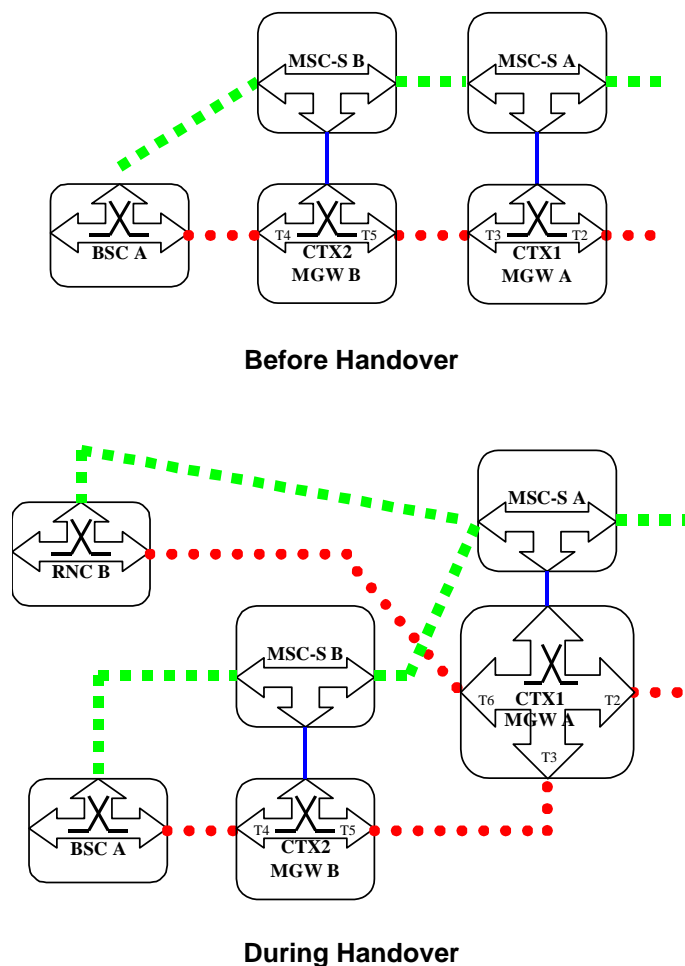 MSC-S B
MSC-S A
BSC A
T4
T5
CTX2
MGW B
T3
T2
CTX1
MGW A
Before Handover
MSC-S A
RNC B
MSC-S B
T6
CTX1
T2
MGW A
T3
BSC A
T4
T5
CTX2
MGW B
During Handover